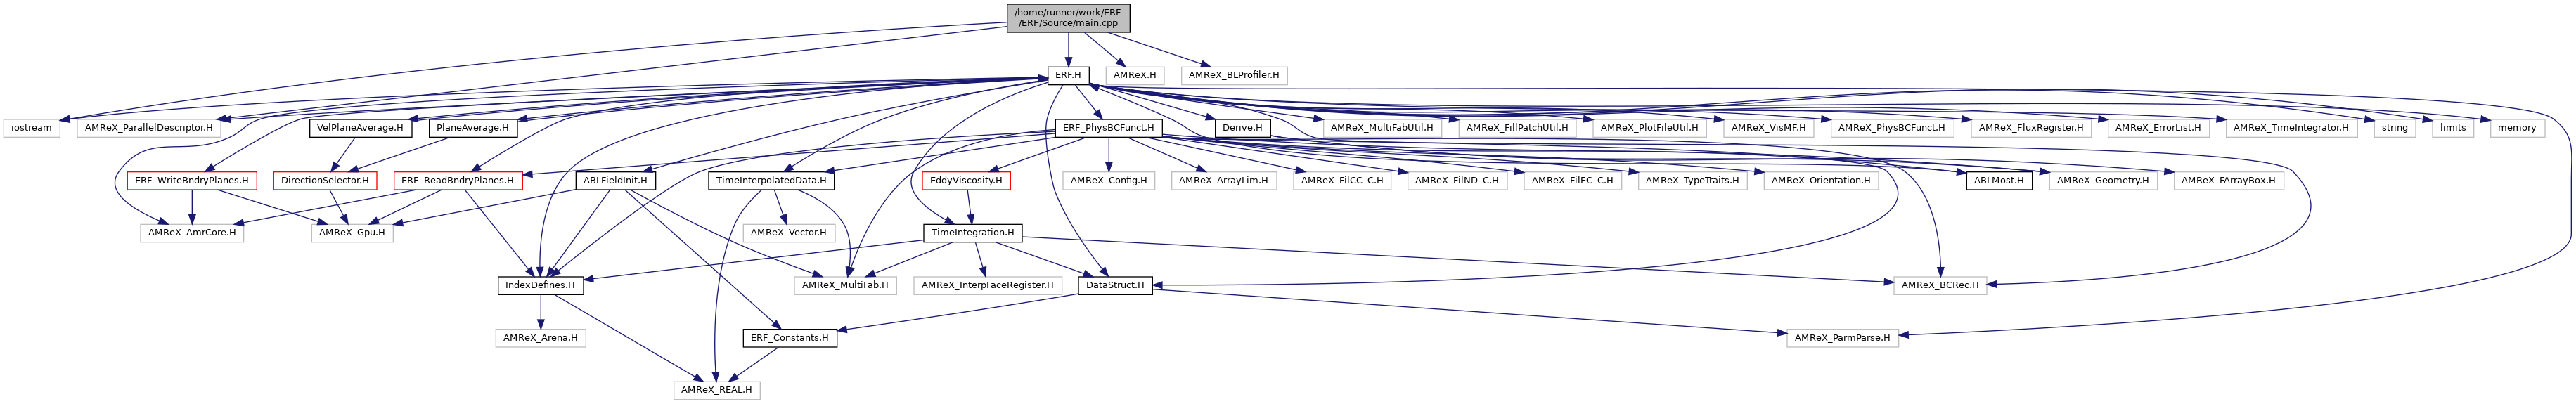 /home/runner/work/ERF
/ERF/Source/main.cpp
ERF.H
AMReX.H
AMReX_BLProfiler.H
iostream
AMReX_ParallelDescriptor.H
VelPlaneAverage.H
PlaneAverage.H
ERF_PhysBCFunct.H
Derive.H
AMReX_MultiFabUtil.H
AMReX_FillPatchUtil.H
AMReX_PlotFileUtil.H
AMReX_VisMF.H
AMReX_PhysBCFunct.H
AMReX_FluxRegister.H
AMReX_ErrorList.H
AMReX_TimeIntegrator.H
string
limits
memory
ERF_WriteBndryPlanes.H
DirectionSelector.H
ERF_ReadBndryPlanes.H
ABLFieldInit.H
TimeInterpolatedData.H
EddyViscosity.H
AMReX_Config.H
AMReX_ArrayLim.H
AMReX_FilCC_C.H
AMReX_FilND_C.H
AMReX_FilFC_C.H
AMReX_TypeTraits.H
AMReX_Orientation.H
ABLMost.H
AMReX_Geometry.H
AMReX_FArrayBox.H
AMReX_AmrCore.H
AMReX_Gpu.H
AMReX_Vector.H
TimeIntegration.H
IndexDefines.H
AMReX_MultiFab.H
AMReX_InterpFaceRegister.H
DataStruct.H
AMReX_BCRec.H
AMReX_Arena.H
ERF_Constants.H
AMReX_ParmParse.H
AMReX_REAL.H